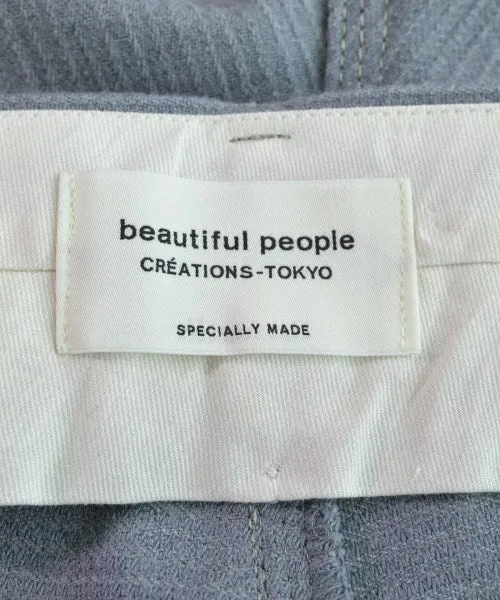 beautiful people
CRÉATIONS-TOKYO
SPECIALLY MADE